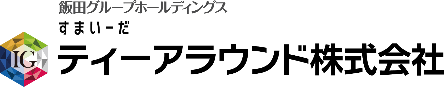 飯田グループホールディングス
すまいーだ
IG
ティーアラウンド株式会社